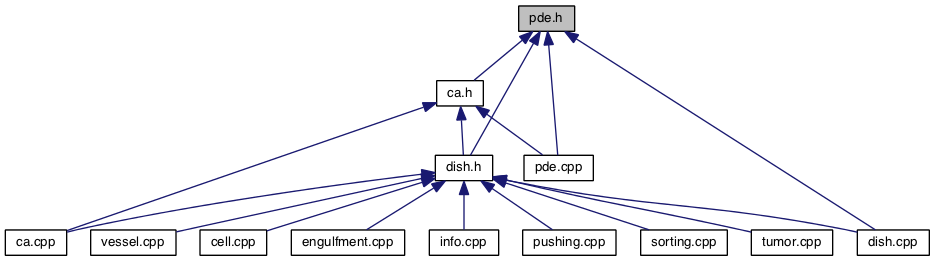 pde.h
ca.h
dish.h
pde.cpp
ca.cpp
vessel.cpp
cell.cpp
engulfment.cpp
info.cpp
pushing.cpp
sorting.cpp
tumor.cpp
dish.cpp